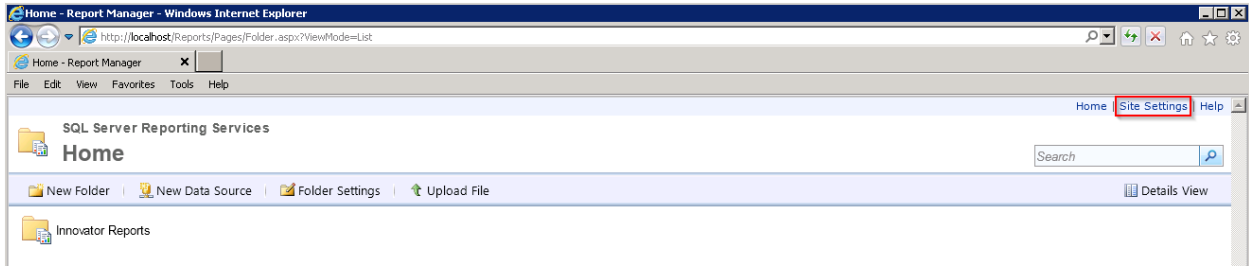 Home - Report Manager - Windows Internet Explorer
http://localhost/Reports/Pages/Folder.aspx?ViewMode=List
Home - Report Manager
File Edit View Favorites Tools Help
Home | Site Settings | Help
SQL Server Reporting Services
Home
Search
New Folder | New Data Source | Folder Settings | Upload File Details View
Innovator Reports